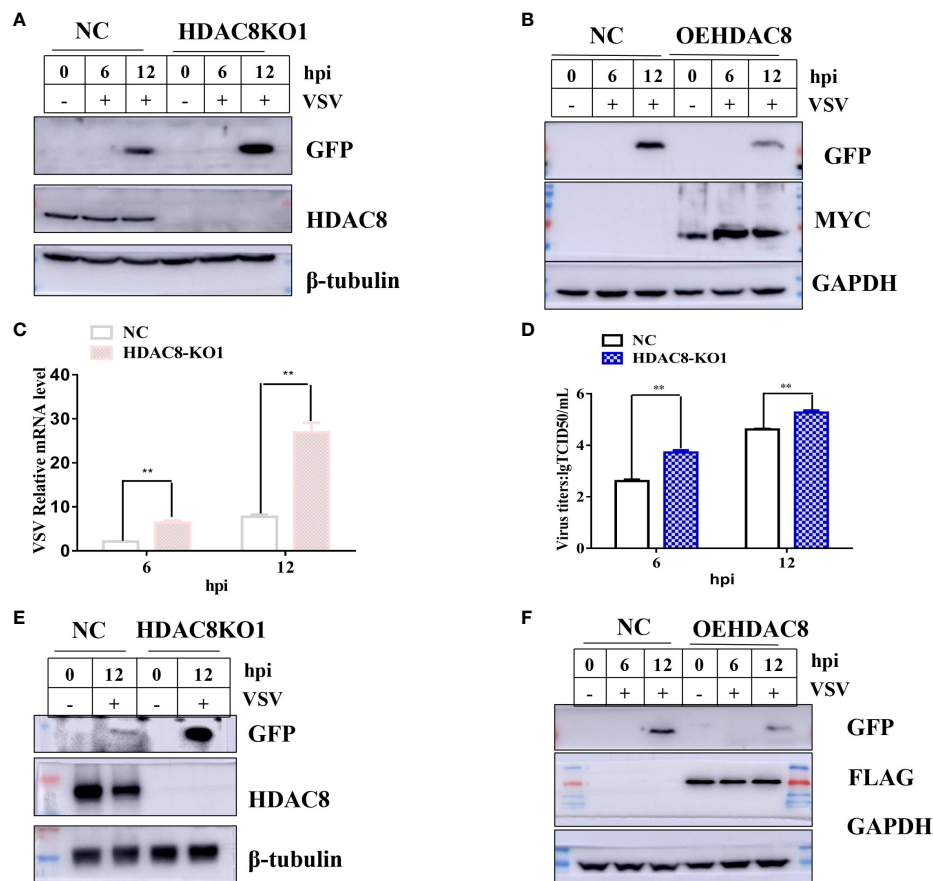 A
NC HDAC8KO1
0 6 12 0 6 12 hpi
- + + - + + VSV
GFP
HDAC8
β-tubulin
B
NC OEHDAC8
0 6 12 0 6 12 hpi
- + + - + + VSV
GFP
MYC
GAPDH
C
NC
HDAC8-KO1
VSV Relative mRNA level
40
30
20
10
0
** **
6 12
hpi
D
NC
HDAC8-KO1
Virus titers:lgTCID50/mL
6
4
2
0
** **
6 12
hpi
E
NC HDAC8KO1
0 12 0 12 hpi
- + - + VSV
GFP
HDAC8
β-tubulin
F
NC OEHDAC8
0 6 12 0 6 12 hpi
- + + - + + VSV
GFP
FLAG
GAPDH